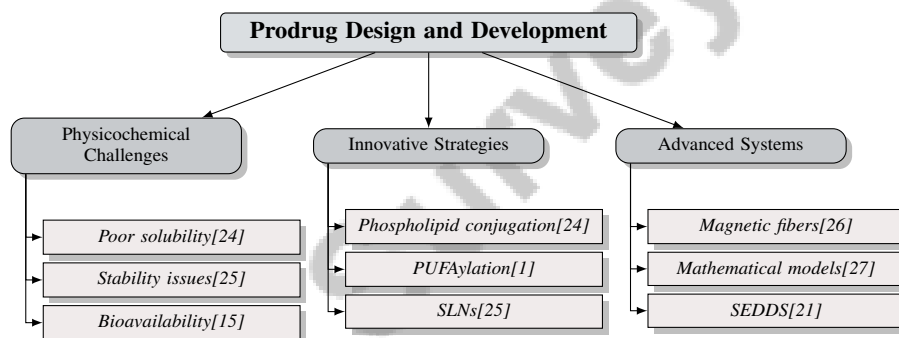 Prodrug Design and Development
Physicochemical
Challenges
Innovative Strategies
Advanced Systems
Poor solubility[24]
Stability issues[25]
Bioavailability[15]
Phospholipid conjugation[24]
PUFAylation[1]
SLNs[25]
Magnetic fibers[26]
Mathematical models[27]
SEDDS[21]
Survey